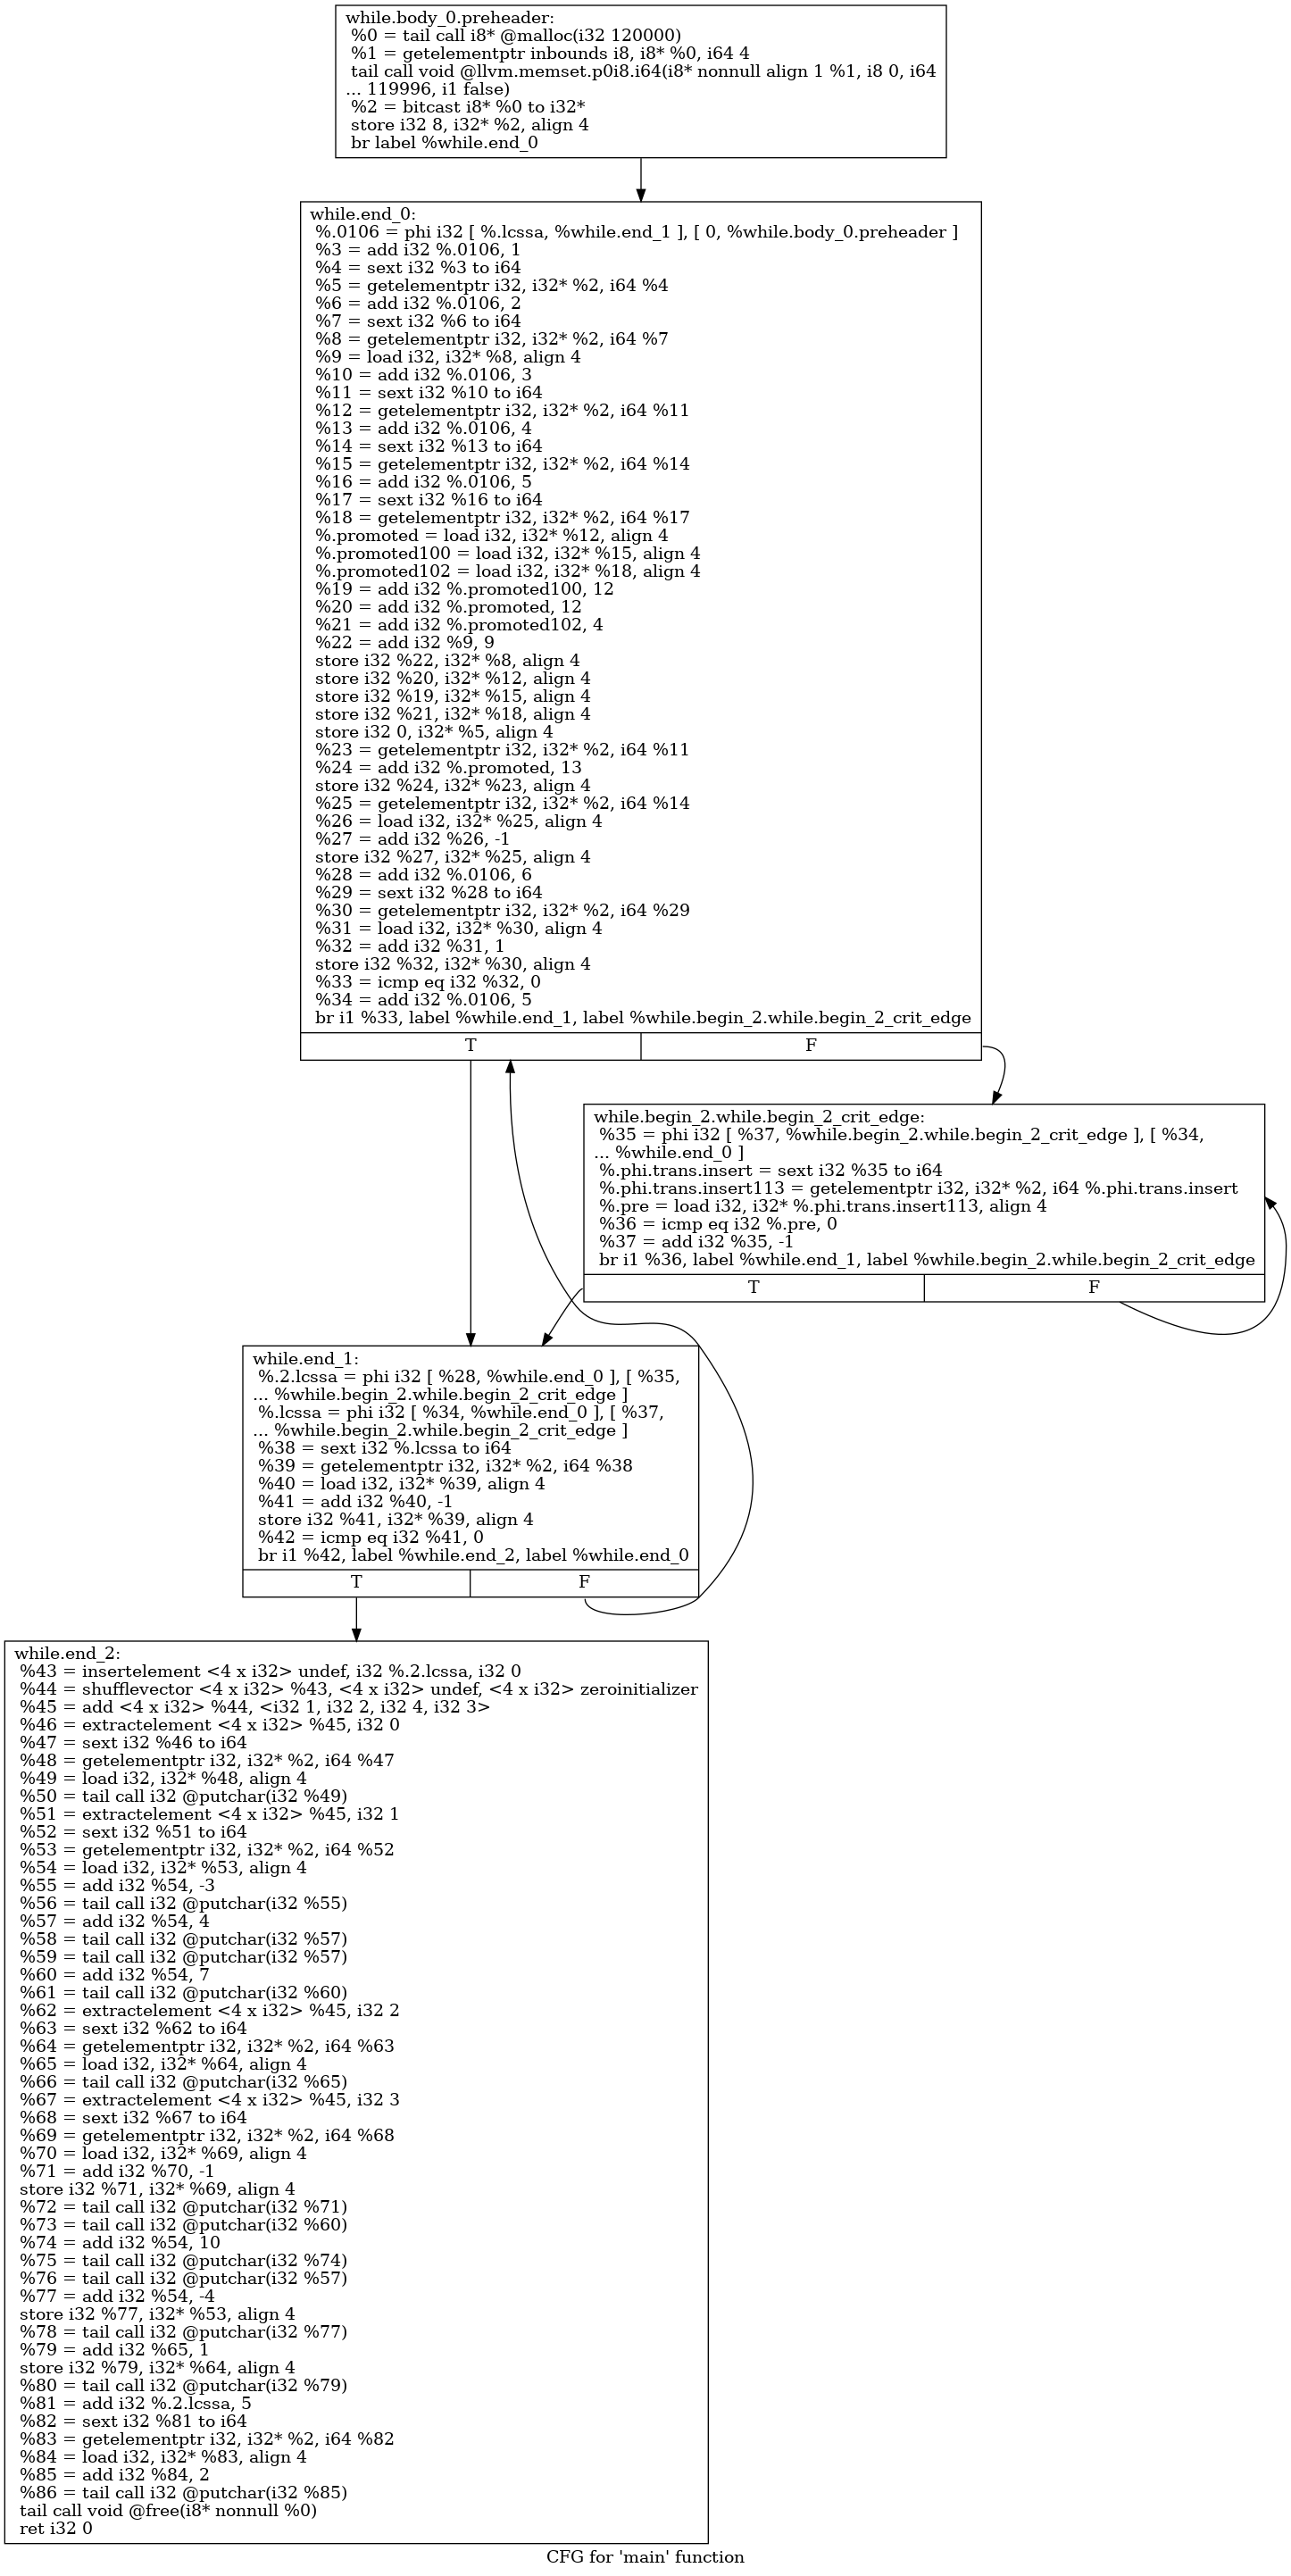 while.body_0.preheader:
%0 = tail call i8* @malloc(i32 120000)
%1 = getelementptr inbounds i8, i8* %0, i64 4
tail call void @llvm.memset.p0i8.i64(i8* nonnull align 1 %1, i8 0, i64
... 119996, i1 false)
%2 = bitcast i8* %0 to i32*
store i32 8, i32* %2, align 4
br label %while.end_0
while.end_0:
%.0106 = phi i32 [ %.lcssa, %while.end_1 ], [ 0, %while.body_0.preheader ]
%3 = add i32 %.0106, 1
%4 = sext i32 %3 to i64
%5 = getelementptr i32, i32* %2, i64 %4
%6 = add i32 %.0106, 2
%7 = sext i32 %6 to i64
%8 = getelementptr i32, i32* %2, i64 %7
%9 = load i32, i32* %8, align 4
%10 = add i32 %.0106, 3
%11 = sext i32 %10 to i64
%12 = getelementptr i32, i32* %2, i64 %11
%13 = add i32 %.0106, 4
%14 = sext i32 %13 to i64
%15 = getelementptr i32, i32* %2, i64 %14
%16 = add i32 %.0106, 5
%17 = sext i32 %16 to i64
%18 = getelementptr i32, i32* %2, i64 %17
%.promoted = load i32, i32* %12, align 4
%.promoted100 = load i32, i32* %15, align 4
%.promoted102 = load i32, i32* %18, align 4
%19 = add i32 %.promoted100, 12
%20 = add i32 %.promoted, 12
%21 = add i32 %.promoted102, 4
%22 = add i32 %9, 9
store i32 %22, i32* %8, align 4
store i32 %20, i32* %12, align 4
store i32 %19, i32* %15, align 4
store i32 %21, i32* %18, align 4
store i32 0, i32* %5, align 4
%23 = getelementptr i32, i32* %2, i64 %11
%24 = add i32 %.promoted, 13
store i32 %24, i32* %23, align 4
%25 = getelementptr i32, i32* %2, i64 %14
%26 = load i32, i32* %25, align 4
%27 = add i32 %26, -1
store i32 %27, i32* %25, align 4
%28 = add i32 %.0106, 6
%29 = sext i32 %28 to i64
%30 = getelementptr i32, i32* %2, i64 %29
%31 = load i32, i32* %30, align 4
%32 = add i32 %31, 1
store i32 %32, i32* %30, align 4
%33 = icmp eq i32 %32, 0
%34 = add i32 %.0106, 5
br i1 %33, label %while.end_1, label %while.begin_2.while.begin_2_crit_edge
T F
while.begin_2.while.begin_2_crit_edge:
%35 = phi i32 [ %37, %while.begin_2.while.begin_2_crit_edge ], [ %34,
... %while.end_0 ]
%.phi.trans.insert = sext i32 %35 to i64
%.phi.trans.insert113 = getelementptr i32, i32* %2, i64 %.phi.trans.insert
%.pre = load i32, i32* %.phi.trans.insert113, align 4
%36 = icmp eq i32 %.pre, 0
%37 = add i32 %35, -1
br i1 %36, label %while.end_1, label %while.begin_2.while.begin_2_crit_edge
T F
while.end_1:
%.2.lcssa = phi i32 [ %28, %while.end_0 ], [ %35,
... %while.begin_2.while.begin_2_crit_edge ]
%.lcssa = phi i32 [ %34, %while.end_0 ], [ %37,
... %while.begin_2.while.begin_2_crit_edge ]
%38 = sext i32 %.lcssa to i64
%39 = getelementptr i32, i32* %2, i64 %38
%40 = load i32, i32* %39, align 4
%41 = add i32 %40, -1
store i32 %41, i32* %39, align 4
%42 = icmp eq i32 %41, 0
br i1 %42, label %while.end_2, label %while.end_0
T F
while.end_2:
%43 = insertelement <4 x i32> undef, i32 %.2.lcssa, i32 0
%44 = shufflevector <4 x i32> %43, <4 x i32> undef, <4 x i32> zeroinitializer
%45 = add <4 x i32> %44, <i32 1, i32 2, i32 4, i32 3>
%46 = extractelement <4 x i32> %45, i32 0
%47 = sext i32 %46 to i64
%48 = getelementptr i32, i32* %2, i64 %47
%49 = load i32, i32* %48, align 4
%50 = tail call i32 @putchar(i32 %49)
%51 = extractelement <4 x i32> %45, i32 1
%52 = sext i32 %51 to i64
%53 = getelementptr i32, i32* %2, i64 %52
%54 = load i32, i32* %53, align 4
%55 = add i32 %54, -3
%56 = tail call i32 @putchar(i32 %55)
%57 = add i32 %54, 4
%58 = tail call i32 @putchar(i32 %57)
%59 = tail call i32 @putchar(i32 %57)
%60 = add i32 %54, 7
%61 = tail call i32 @putchar(i32 %60)
%62 = extractelement <4 x i32> %45, i32 2
%63 = sext i32 %62 to i64
%64 = getelementptr i32, i32* %2, i64 %63
%65 = load i32, i32* %64, align 4
%66 = tail call i32 @putchar(i32 %65)
%67 = extractelement <4 x i32> %45, i32 3
%68 = sext i32 %67 to i64
%69 = getelementptr i32, i32* %2, i64 %68
%70 = load i32, i32* %69, align 4
%71 = add i32 %70, -1
store i32 %71, i32* %69, align 4
%72 = tail call i32 @putchar(i32 %71)
%73 = tail call i32 @putchar(i32 %60)
%74 = add i32 %54, 10
%75 = tail call i32 @putchar(i32 %74)
%76 = tail call i32 @putchar(i32 %57)
%77 = add i32 %54, -4
store i32 %77, i32* %53, align 4
%78 = tail call i32 @putchar(i32 %77)
%79 = add i32 %65, 1
store i32 %79, i32* %64, align 4
%80 = tail call i32 @putchar(i32 %79)
%81 = add i32 %.2.lcssa, 5
%82 = sext i32 %81 to i64
%83 = getelementptr i32, i32* %2, i64 %82
%84 = load i32, i32* %83, align 4
%85 = add i32 %84, 2
%86 = tail call i32 @putchar(i32 %85)
tail call void @free(i8* nonnull %0)
ret i32 0
CFG for 'main' function